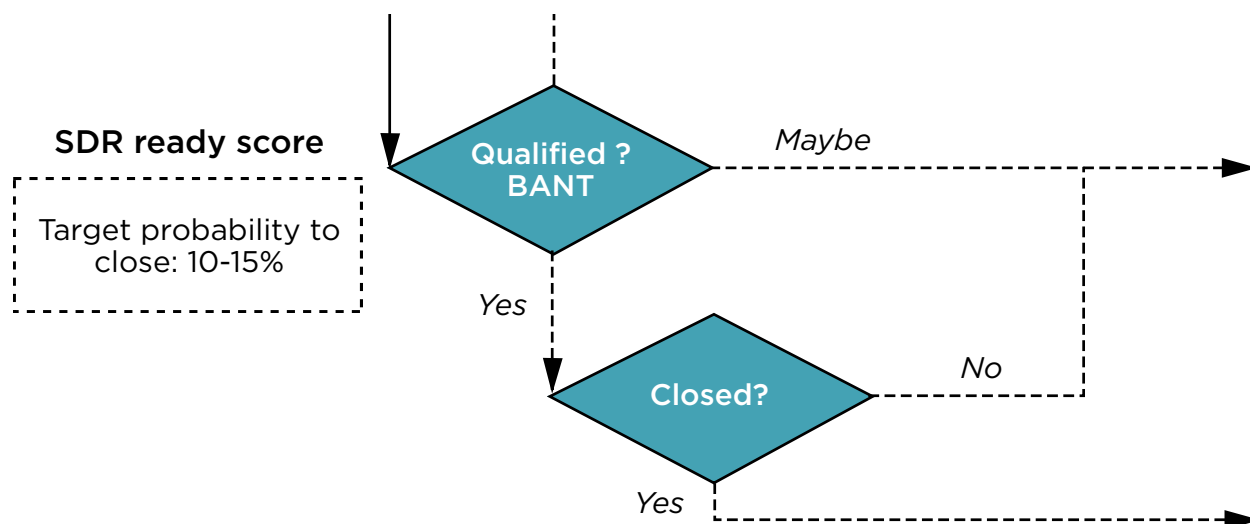 SDR ready score
Target probability to
close: 10-15%
Qualified ?
BANT
Maybe
Yes
Closed?
No
Yes